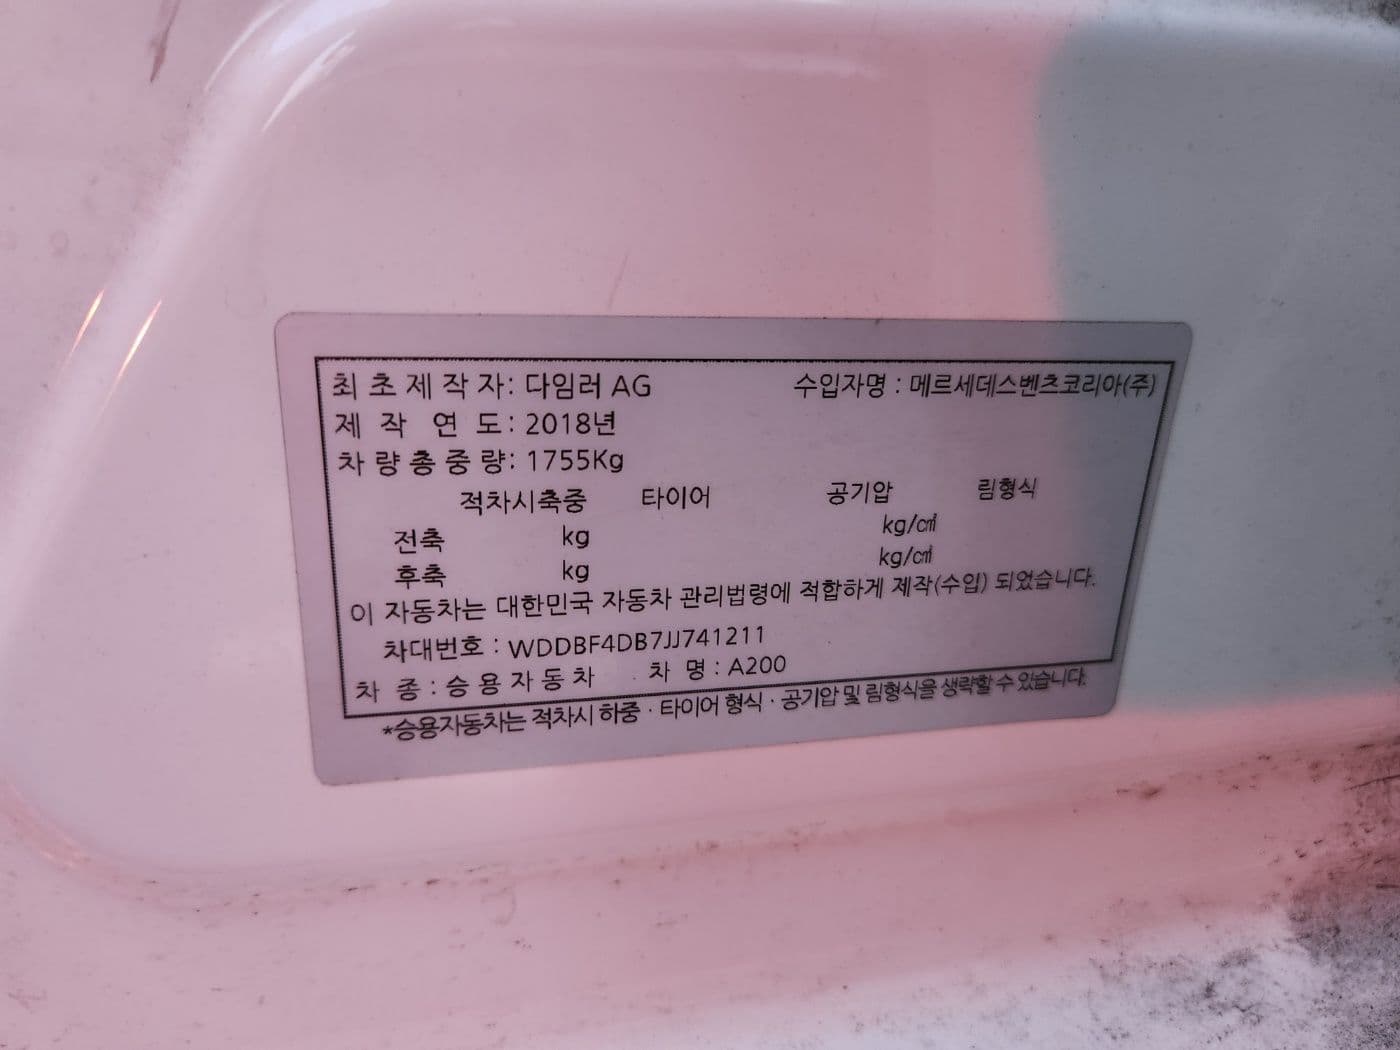 최초제작자: 다임러 AG 수입자명 : 메르세데스벤츠코리아(주)
제 작 연 도: 2018년
차량총중량: 1755Kg
적차시축중 타이어 공기압 림형식
전축 kg kg/㎠
후축 kg kg/㎠
이 자동차는 대한민국 자동차 관리법령에 적합하게 제작(수입) 되었습니다.
차대번호 : WDDBF4DB7JJ741211
차 종 : 승용자동차 차 명 : A200
*승용자동차는 적차시 하중 · 타이어 형식 · 공기압 및 림형식을 생략할 수 있습니다.